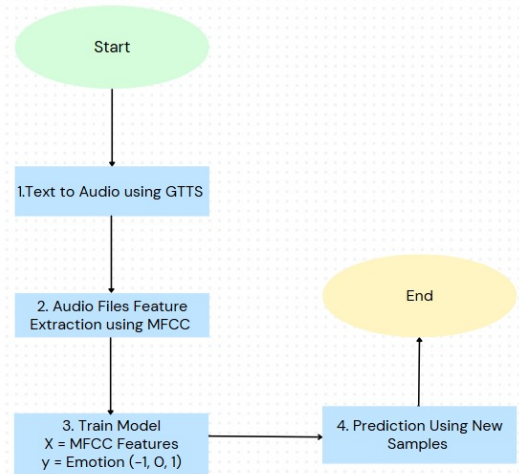 Start
1.Text to Audio using GTTS
2. Audio Files Feature
Extraction using MFCC
End
3. Train Model
X = MFCC Features
y = Emotion (-1, 0, 1)
4. Prediction Using New
Samples